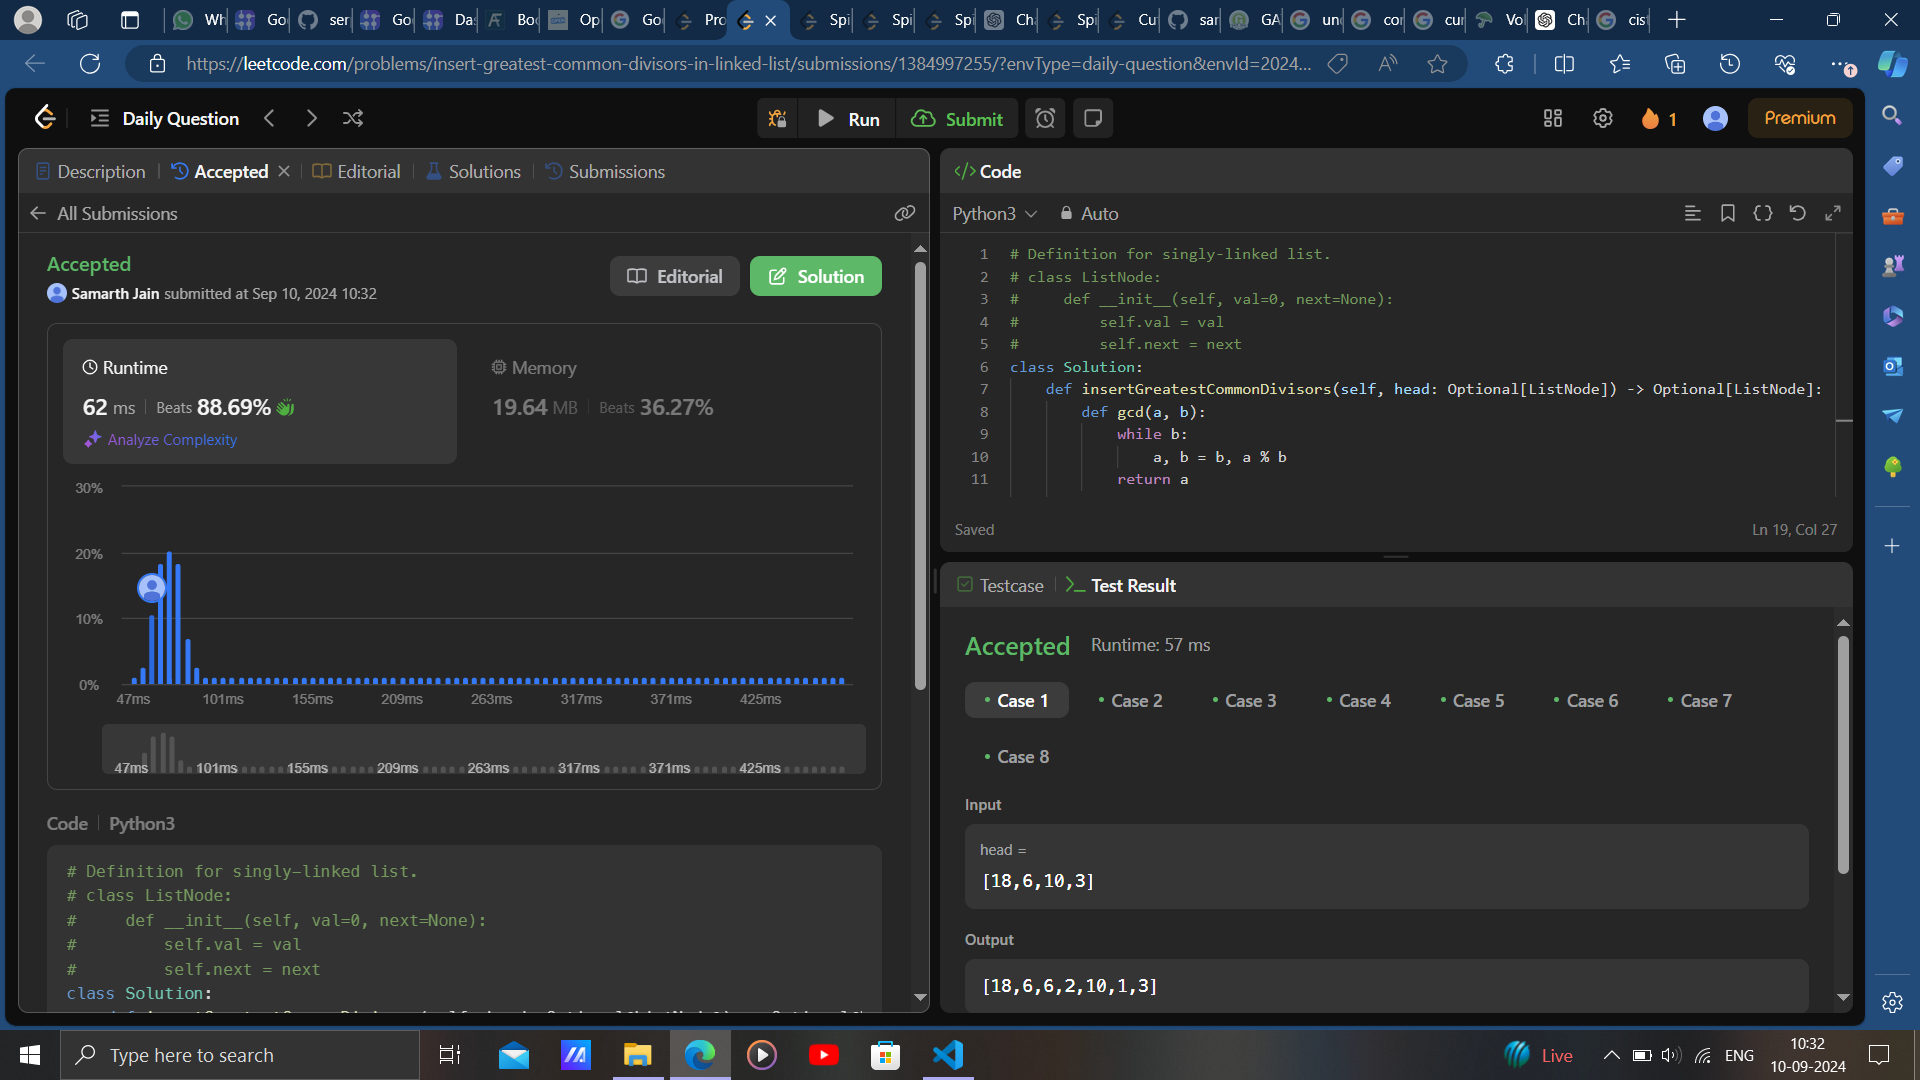 Wh
Go
ser
Go
Da
Bo
Op
Go
Pro
Spi
Spi
Spi
Ch
Spi
Cu
sar
GA
un
cor
cur
Vo
Ch
cis
https://leetcode.com/problems/insert-greatest-common-divisors-in-linked-list/submissions/1384997255/?envType=daily-question&envId=2024...
Daily Question
Run
Submit
1
Premium
Description
Accepted
Editorial
Solutions
Submissions
All Submissions
Accepted
Samarth Jain submitted at Sep 10, 2024 10:32
Editorial
Solution
Runtime
62 ms
Beats 88.69%
Analyze Complexity
Memory
19.64 MB
Beats 36.27%
30%
20%
10%
0%
47ms 101ms 155ms 209ms 263ms 317ms 371ms 425ms
47ms 101ms 155ms 209ms 263ms 317ms 371ms 425ms
Code | Python3
# Definition for singly-linked list.
# class ListNode:
#     def __init__(self, val=0, next=None):
#         self.val = val
#         self.next = next
class Solution:
</> Code
Python3
Auto
1 # Definition for singly-linked list.
2 # class ListNode:
3 #     def __init__(self, val=0, next=None):
4 #         self.val = val
5 #         self.next = next
6 class Solution:
7     def insertGreatestCommonDivisors(self, head: Optional[ListNode]) -> Optional[ListNode]:
8         def gcd(a, b):
9             while b:
10                 a, b = b, a % b
11             return a
Saved
Ln 19, Col 27
Testcase
Test Result
Accepted
Runtime: 57 ms
Case 1
Case 2
Case 3
Case 4
Case 5
Case 6
Case 7
Case 8
Input
head =
[18,6,10,3]
Output
[18,6,6,2,10,1,3]
Type here to search
Live
ENG
10:32
10-09-2024